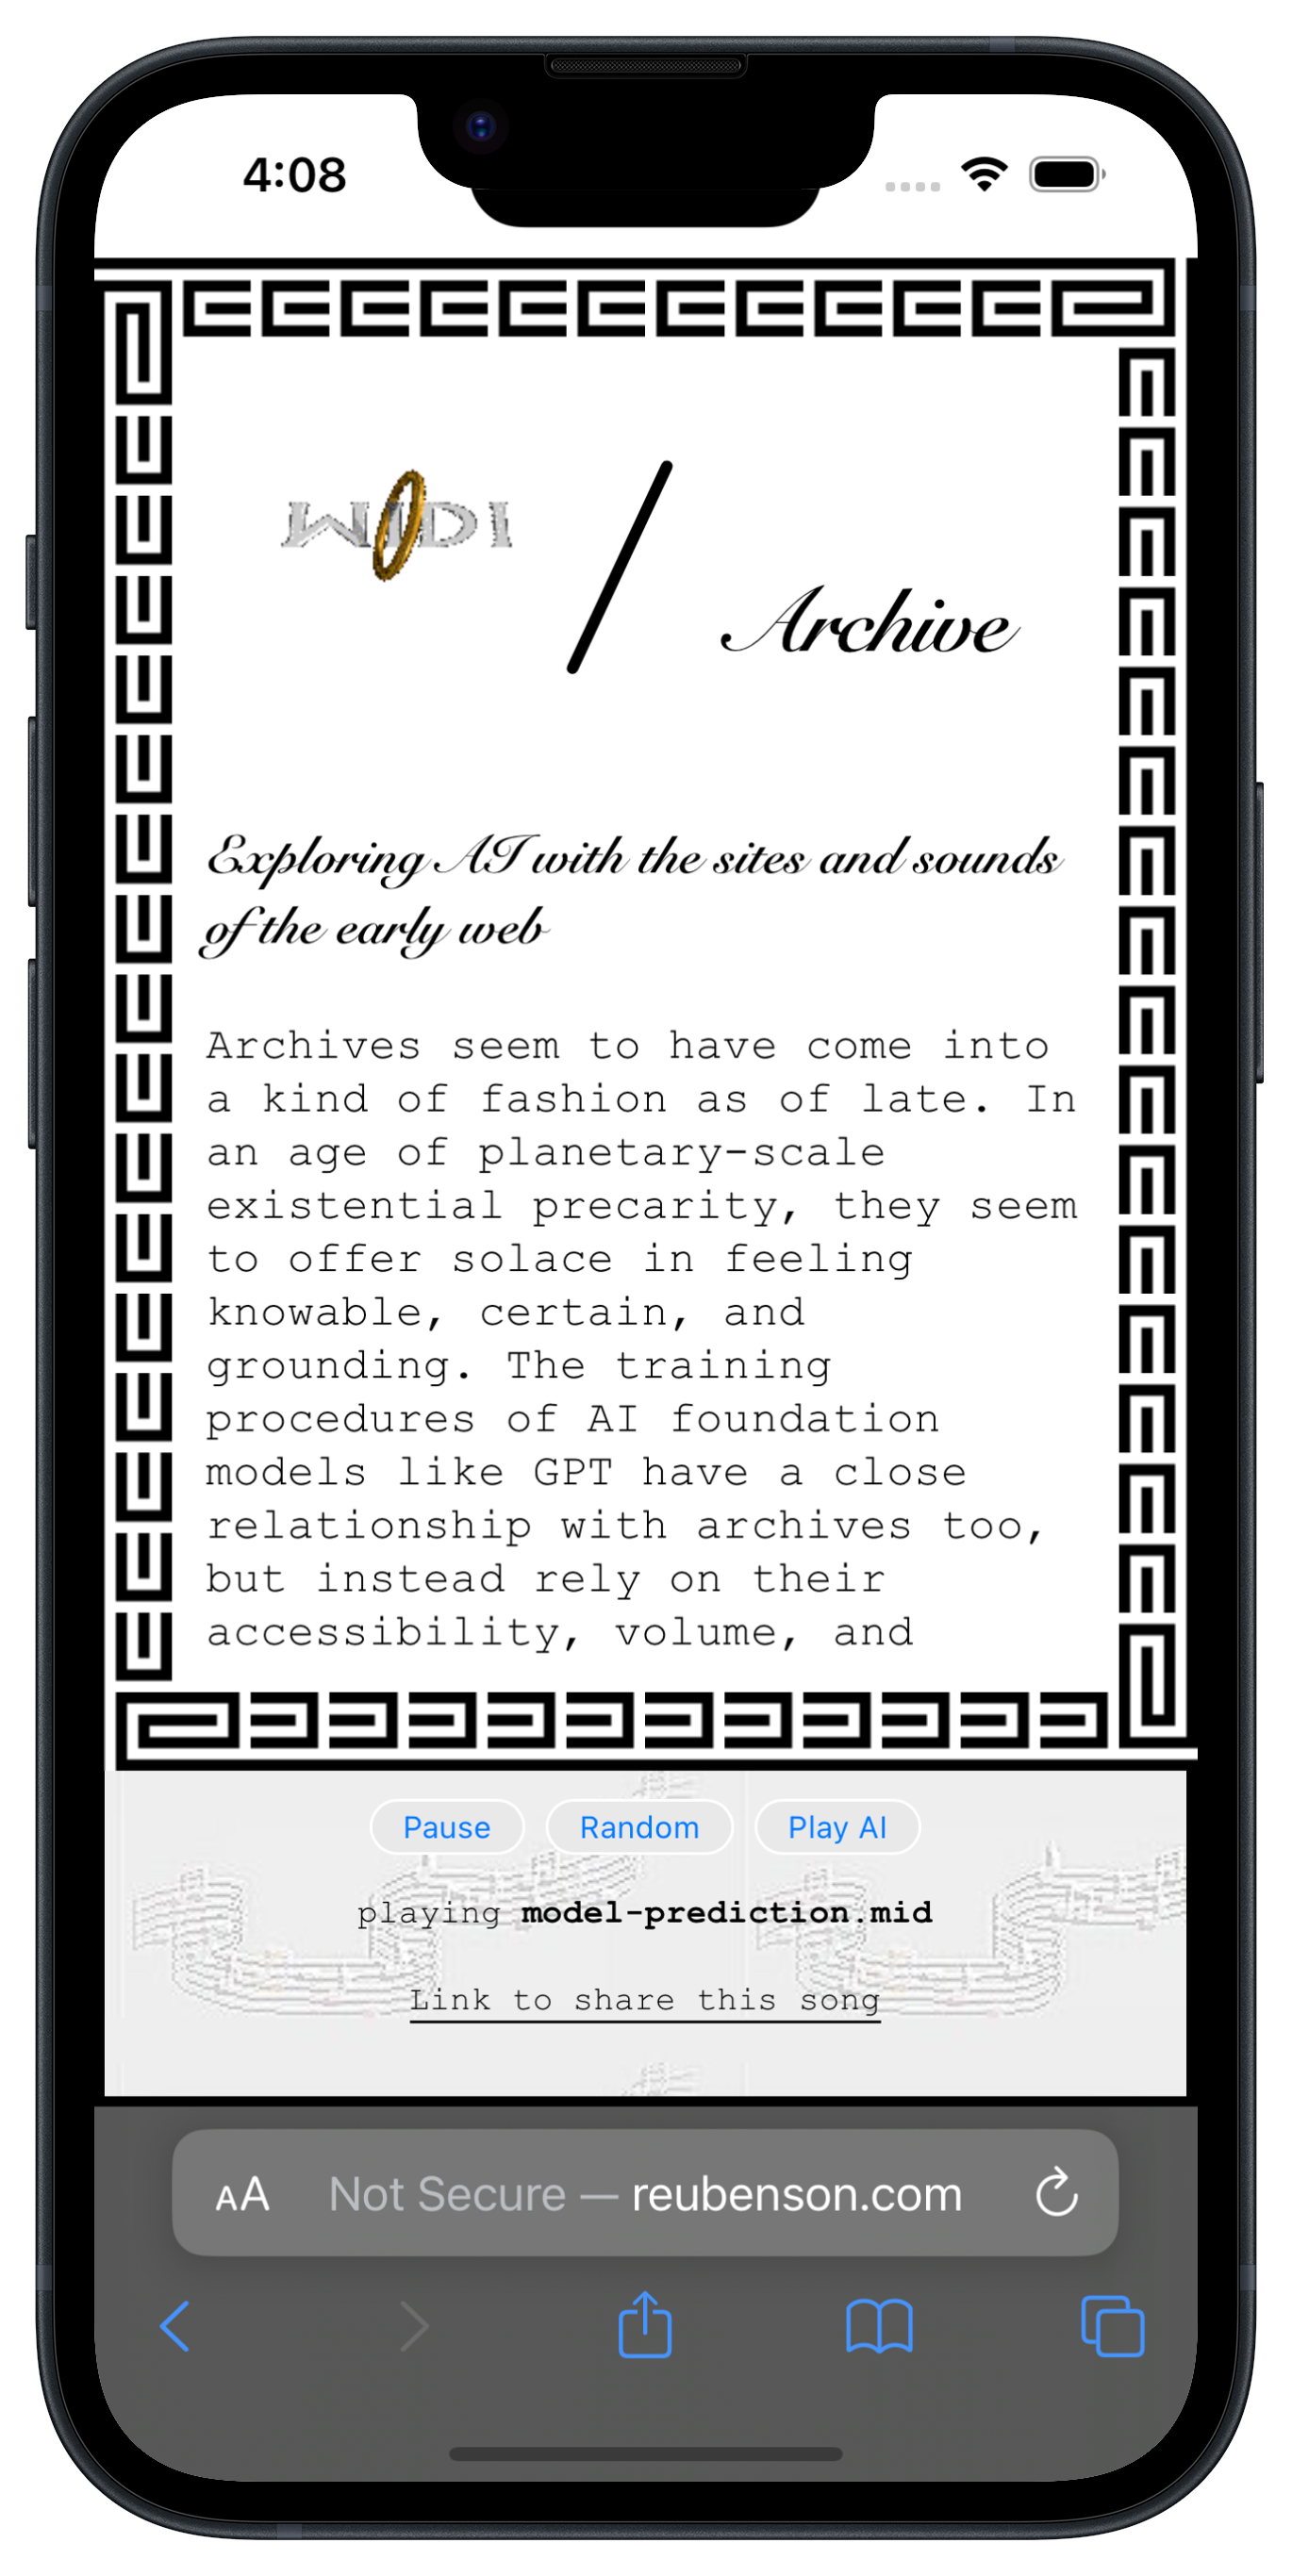 4:08
MIDI
Archive
Exploring AI with the sites and sounds
of the early web
Archives seem to have come into
a kind of fashion as of late. In
an age of planetary-scale
existential precarity, they seem
to offer solace in feeling
knowable, certain, and
grounding. The training
procedures of AI foundation
models like GPT have a close
relationship with archives too,
but instead rely on their
accessibility, volume, and
Pause Random Play AI
playing model-prediction.mid
Link to share this song
AA Not Secure — reubenson.com